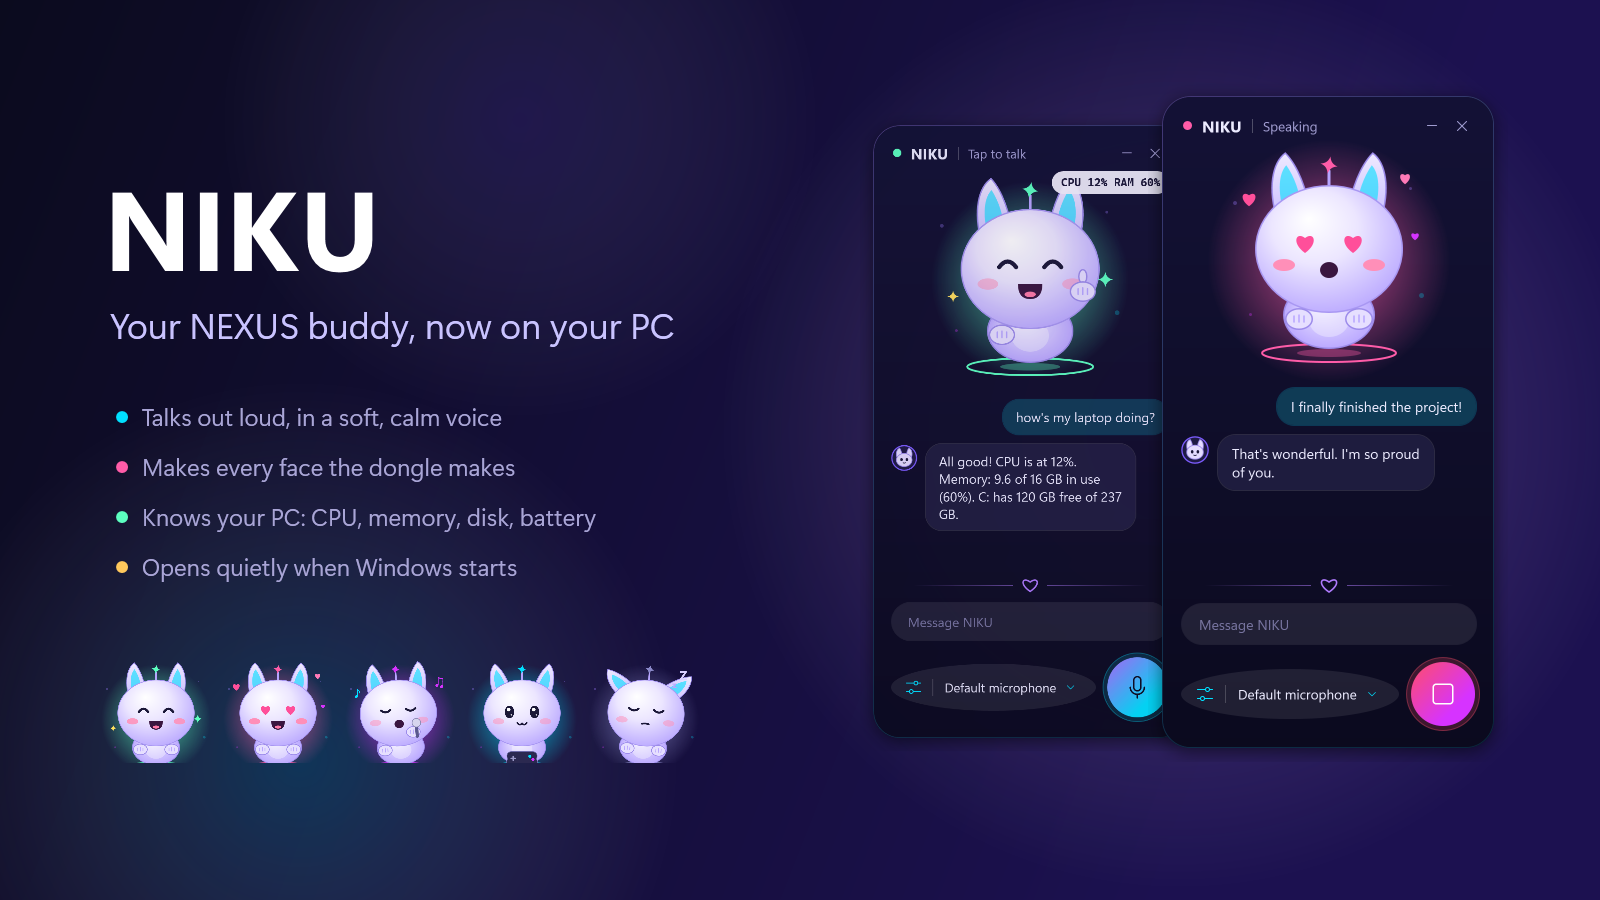 NIKU
Your NEXUS buddy, now on your PC
Talks out loud, in a soft, calm voice
Makes every face the dongle makes
Knows your PC: CPU, memory, disk, battery
Opens quietly when Windows starts
z
NIKU
Tap to talk
CPU 12% RAM 60%
how's my laptop doing?
All good! CPU is at 12%.
Memory: 9.6 of 16 GB in use
(60%). C: has 120 GB free of 237
GB.
Message NIKU
Default microphone
NIKU
Speaking
I finally finished the project!
That's wonderful. I'm so proud
of you.
Message NIKU
Default microphone